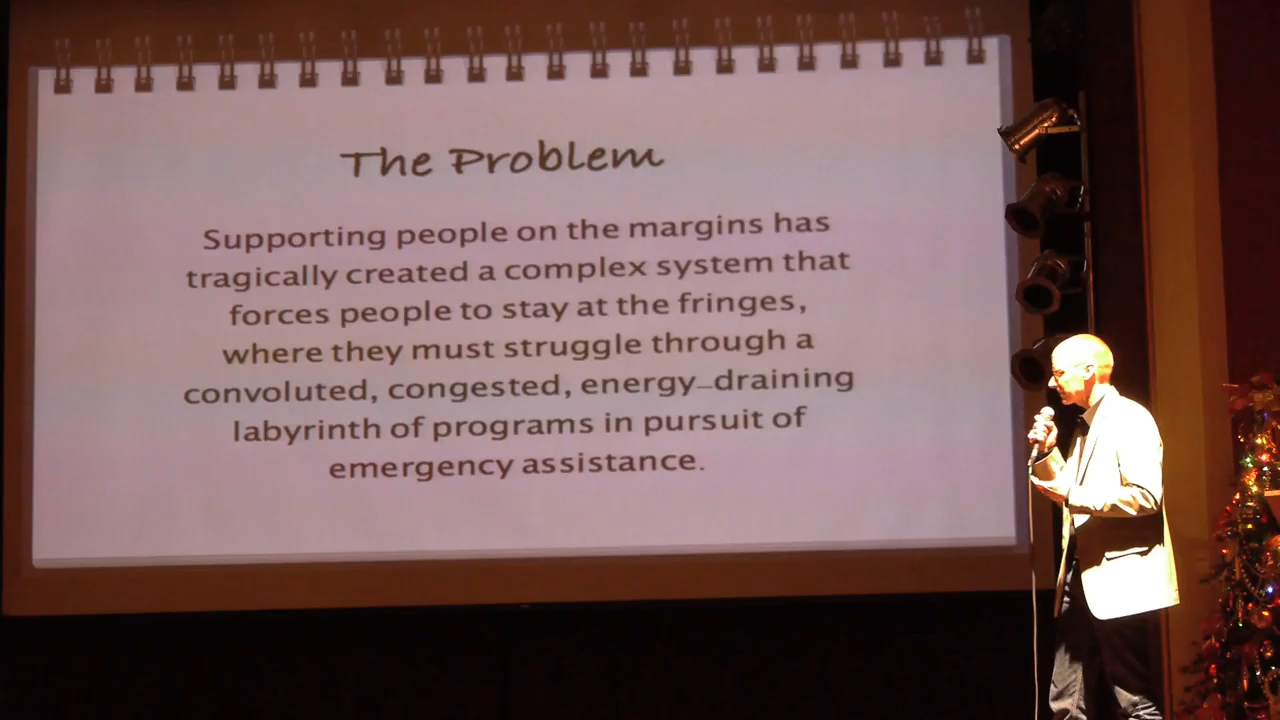 The Problem
Supporting people on the margins has
tragically created a complex system that
forces people to stay at the fringes,
where they must struggle through a
convoluted, congested, energy-draining
labyrinth of programs in pursuit of
emergency assistance.